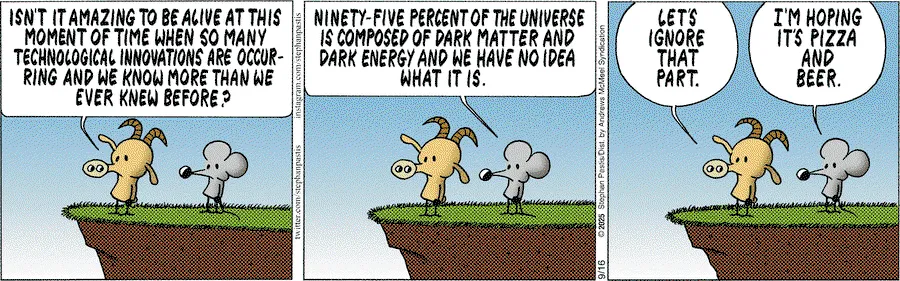 ISN'T IT AMAZING TO BE ALIVE AT THIS
MOMENT OF TIME WHEN SO MANY
TECHNOLOGICAL INNOVATIONS ARE OCCUR-
RING AND WE KNOW MORE THAN WE
EVER KNEW BEFORE?
twitter.com/stephanpastis
instagram.com/stephanpastis
NINETY-FIVE PERCENT OF THE UNIVERSE
IS COMPOSED OF DARK MATTER AND
DARK ENERGY AND WE HAVE NO IDEA
WHAT IT IS.
9/16 © 2025 Stephan Pastis/Dist. by Andrews McMeel Syndication
LET'S
IGNORE
THAT
PART.
I'M HOPING
IT'S PIZZA
AND
BEER.